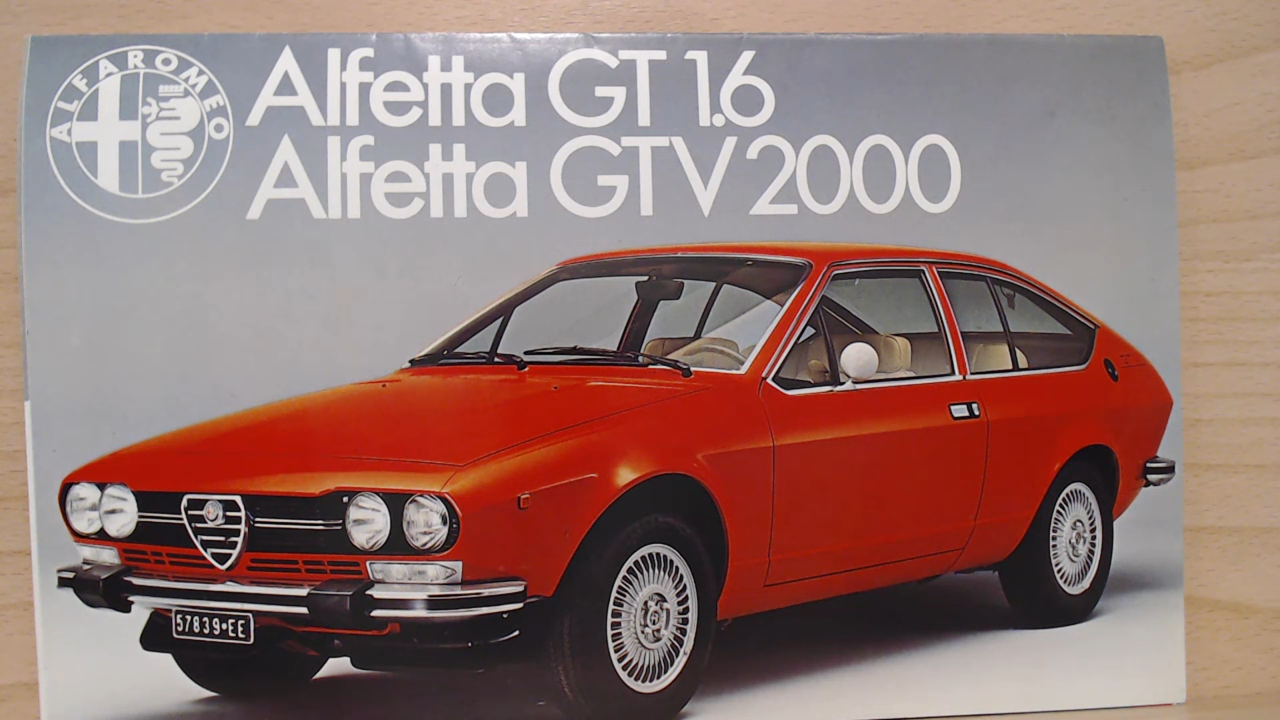 ALFA ROMEO
Alfetta GT 1.6
Alfetta GTV 2000
57839•EE